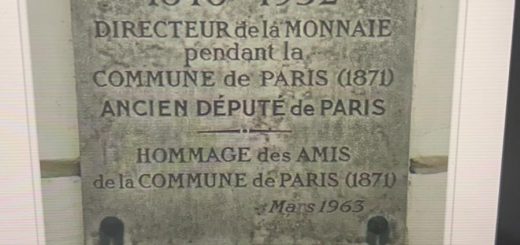 DIRECTEUR de la MONNAIE
pendant la
COMMUNE de PARIS (1871)
ANCIEN DÉPUTÉ de PARIS
HOMMAGE des AMIS
de la COMMUNE de PARIS (1871)
Mars 1963